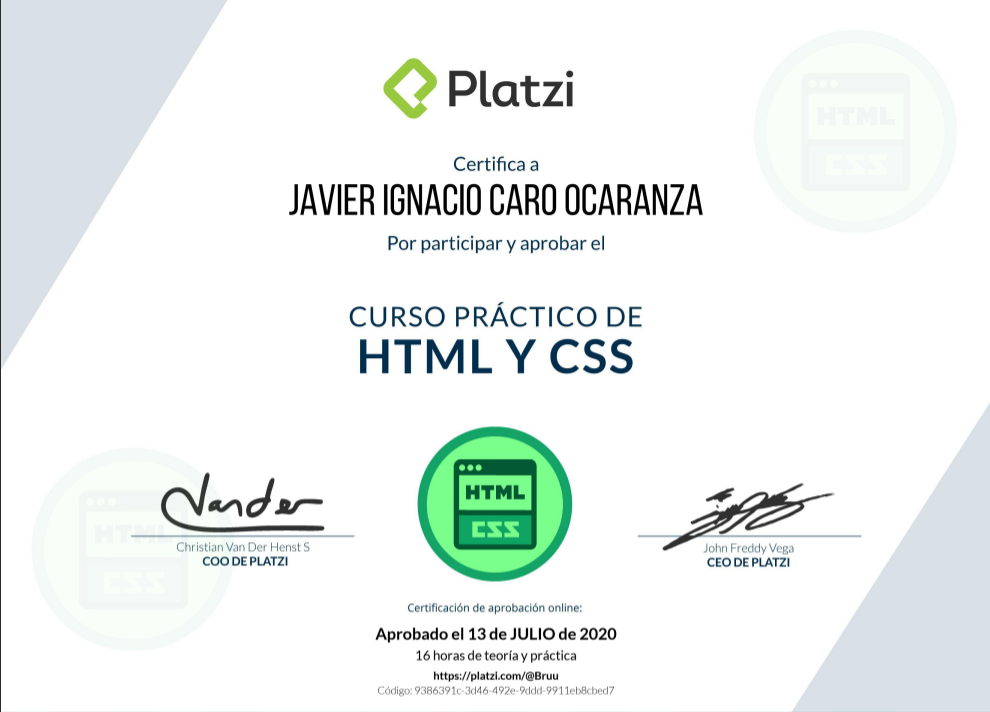 Platzi
HTML
CSS
Certifica a
JAVIER IGNACIO CARO OCARANZA
Por participar y aprobar el
CURSO PRÁCTICO DE
HTML Y CSS
HTML
CSS
HTML
CSS
Vander
Christian Van Der Henst S
COO DE PLATZI
John Freddy Vega
CEO DE PLATZI
Certificación de aprobación online:
Aprobado el 13 de JULIO de 2020
16 horas de teoría y práctica
https://platzi.com/@Bruu
Código: 9386391c-3d46-492e-9ddd-9911eb8cbed7